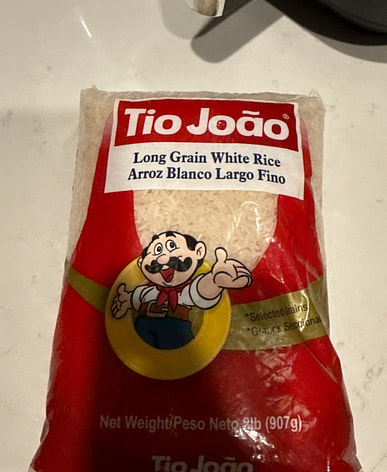 Tio João®
Long Grain White Rice
Arroz Blanco Largo Fino
*Selected Grains
*Granos
Net Weight/Peso Neto 2lb (907g)
Tio João